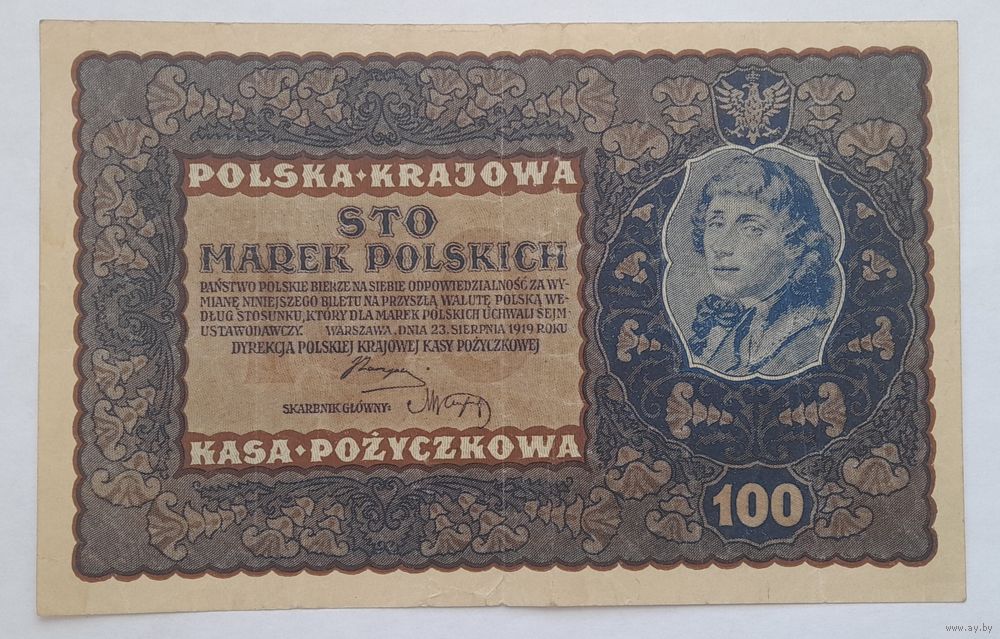 POLSKA·KRAJOWA
STO
MAREK POLSKICH
PAŃSTWO POLSKIE BIERZE NA SIEBIE ODPOWIEDZIALNOŚĆ ZA WY-
MIANĘ NINIEJSZEGO BILETU NA PRZYSZŁĄ WALUTĘ POLSKĄ WE-
DŁUG STOSUNKU, KTÓRY DLA MAREK POLSKICH UCHWALI SEJM
USTAWODAWCZY. WARSZAWA, DNIA 23. SIERPNIA 1919 ROKU
DYREKCJA POLSKIEJ KRAJOWEJ KASY POŻYCZKOWEJ
SKARBNIK GŁÓWNY:
KASA·POŻYCZKOWA
100
www.ay.by